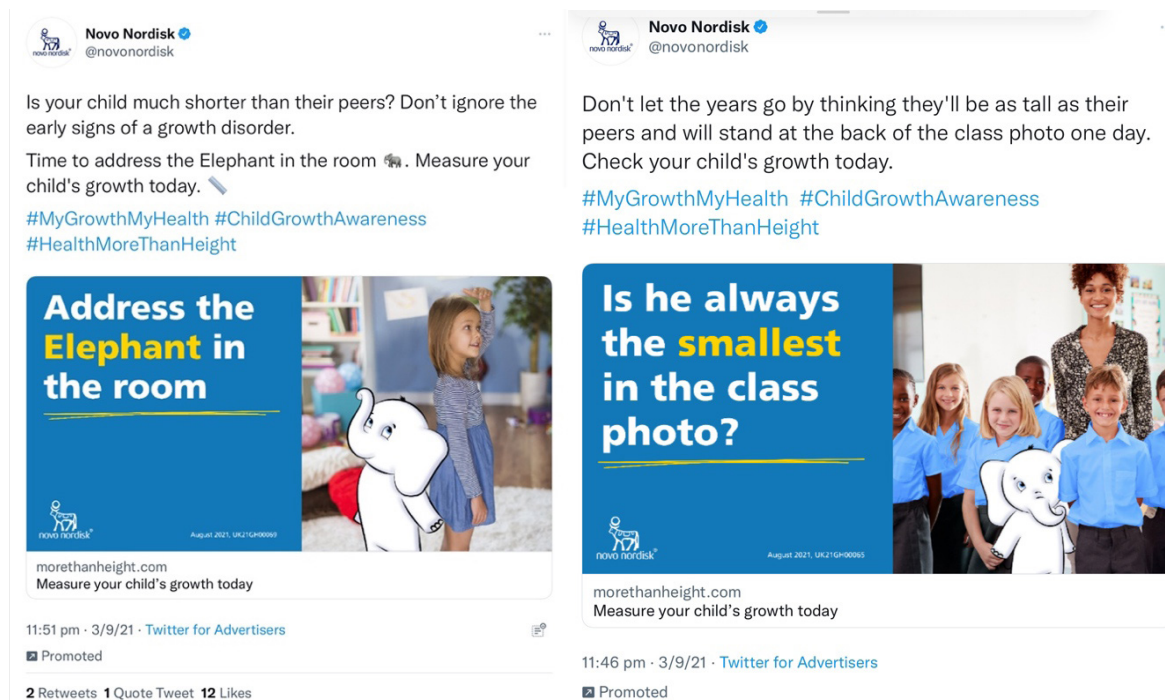 Novo Nordisk
@novonordisk
Is your child much shorter than their peers? Don't ignore the
early signs of a growth disorder.
Time to address the Elephant in the room 🐘. Measure your
child's growth today. 📏
#MyGrowthMyHealth #ChildGrowthAwareness
#HealthMoreThanHeight
Address the
Elephant in
the room
novo nordisk®
August 2021, UK21GH00069
morethanheight.com
Measure your child's growth today
11:51 pm · 3/9/21 · Twitter for Advertisers
Promoted
2 Retweets 1 Quote Tweet 12 Likes
novo nordisk
Novo Nordisk
@novonordisk
Don't let the years go by thinking they'll be as tall as their
peers and will stand at the back of the class photo one day.
Check your child's growth today.
#MyGrowthMyHealth #ChildGrowthAwareness
#HealthMoreThanHeight
Is he always
the smallest
in the class
photo?
novo nordisk®
August 2021, UK21GH00065
morethanheight.com
Measure your child's growth today
11:46 pm · 3/9/21 · Twitter for Advertisers
Promoted
novo nordisk